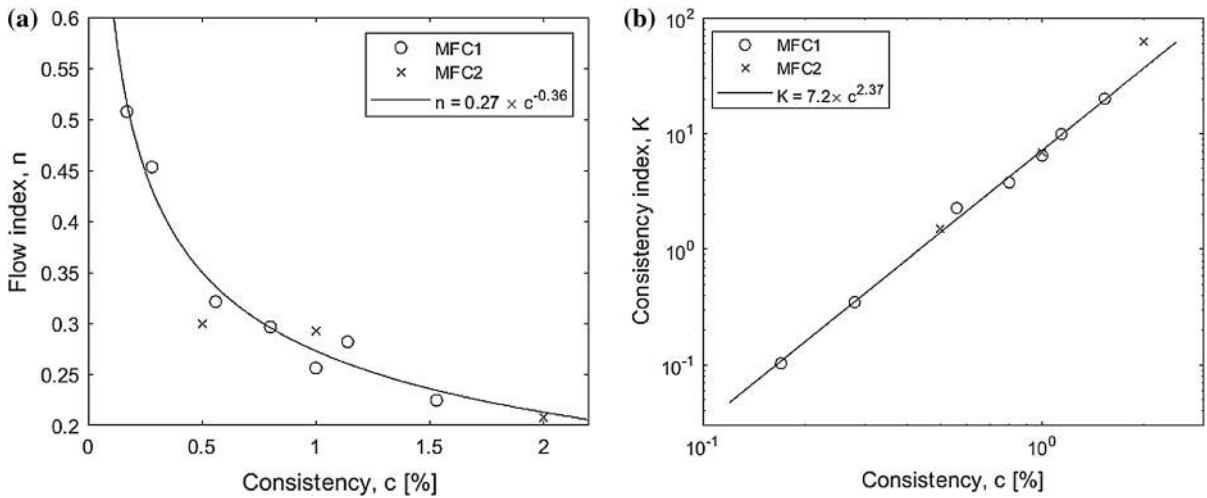 (a)
0.6
0.55
0.5
0.45
0.4
0.35
0.3
0.25
0.2
Flow index, n
0
0.5
1
1.5
2
Consistency, c [%]
MFC1
MFC2
n = 0.27 × c^-0.36
(b)
10^2
10^1
10^0
10^-1
Consistency index, K
10^-1
10^0
Consistency, c [%]
MFC1
MFC2
K = 7.2× c^2.37